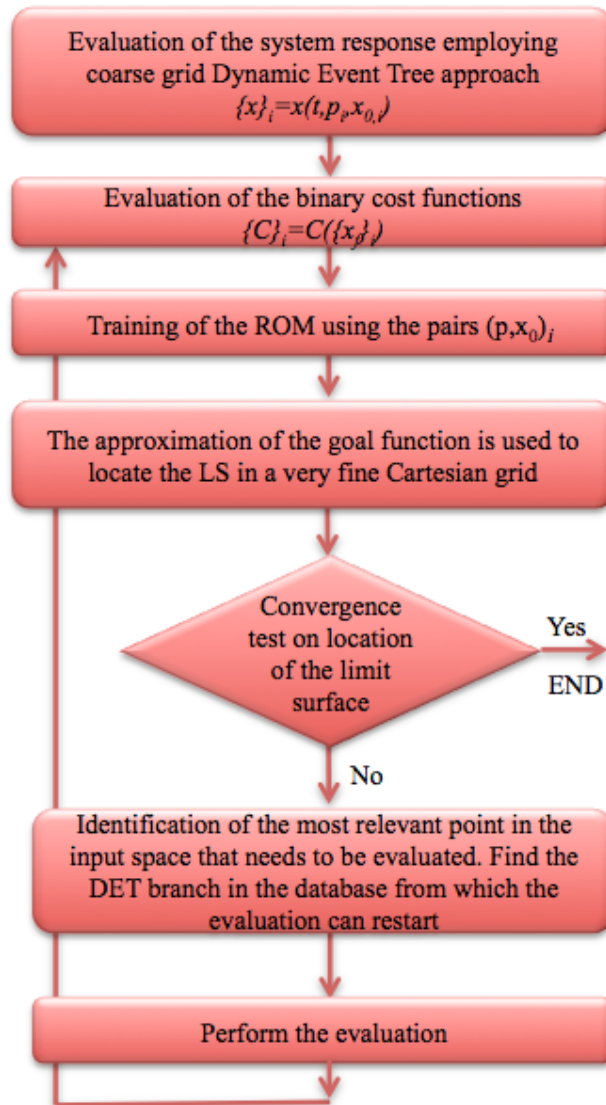 Evaluation of the system response employing
coarse grid Dynamic Event Tree approach
{x}i=x(t,pi,x0,i)
Evaluation of the binary cost functions
{C}i=C({xj}i)
Training of the ROM using the pairs (p,x0)i
The approximation of the goal function is used to
locate the LS in a very fine Cartesian grid
Convergence
test on location
of the limit
surface
Yes
END
No
Identification of the most relevant point in the
input space that needs to be evaluated. Find the
DET branch in the database from which the
evaluation can restart
Perform the evaluation